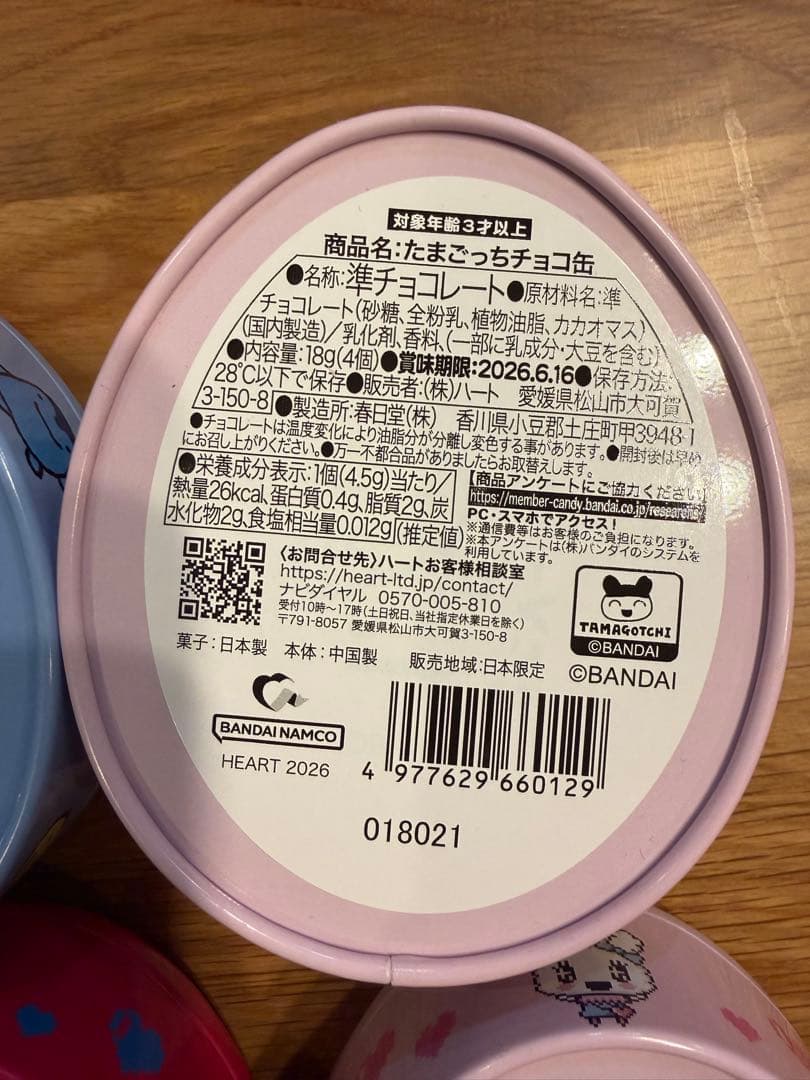 対象年齢3才以上
商品名:たまごっちチョコ缶
●名称:準チョコレート●原材料名:準
チョコレート(砂糖、全粉乳、植物油脂、カカオマス)
(国内製造)/乳化剤、香料、(一部に乳成分・大豆を含む)
●内容量:18g(4個)●賞味期限:2026.6.16●保存方法:
28℃以下で保存●販売者:(株)ハート 愛媛県松山市大可賀
3-150-8●製造所:春日堂(株) 香川県小豆郡土庄町甲3948-1
●チョコレートは温度変化により油脂分が分離し変色する事があります。●開封後は早め
にお召し上がりください。●万一不都合品がありましたらお取替えします。
●栄養成分表示:1個(4.5g)当たり/
熱量26kcal、蛋白質0.4g、脂質2g、炭
水化物2g、食塩相当量0.012g(推定値)
【商品アンケートにご協力ください】
https://member-candy.bandai.co.jp/research/
PC・スマホでアクセス!
※通信費等はお客様のご負担になります。
※本アンケートは(株)バンダイのシステムを
利用しています。
〈お問合せ先〉ハートお客様相談室
https://heart-ltd.jp/contact/
ナビダイヤル 0570-005-810
受付10時〜17時(土日祝日、当社指定休業日を除く)
〒791-8057 愛媛県松山市大可賀3-150-8
菓子:日本製 本体:中国製 販売地域:日本限定
TAMAGOTCHI
©BANDAI
©BANDAI
BANDAI NAMCO
HEART 2026
4 977629 660129
018021